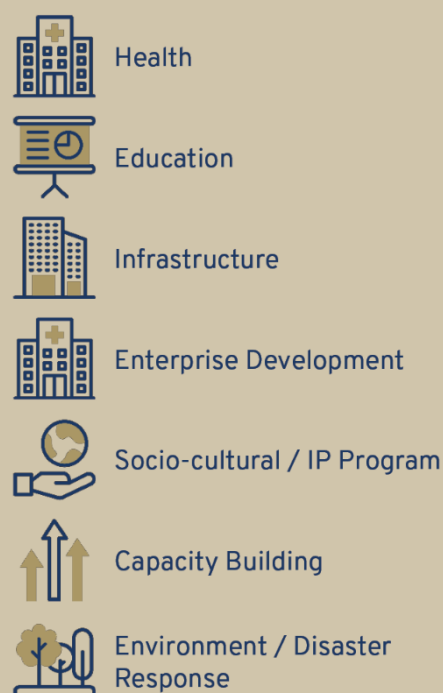 Health
Education
Infrastructure
Enterprise Development
Socio-cultural / IP Program
Capacity Building
Environment / Disaster
Response